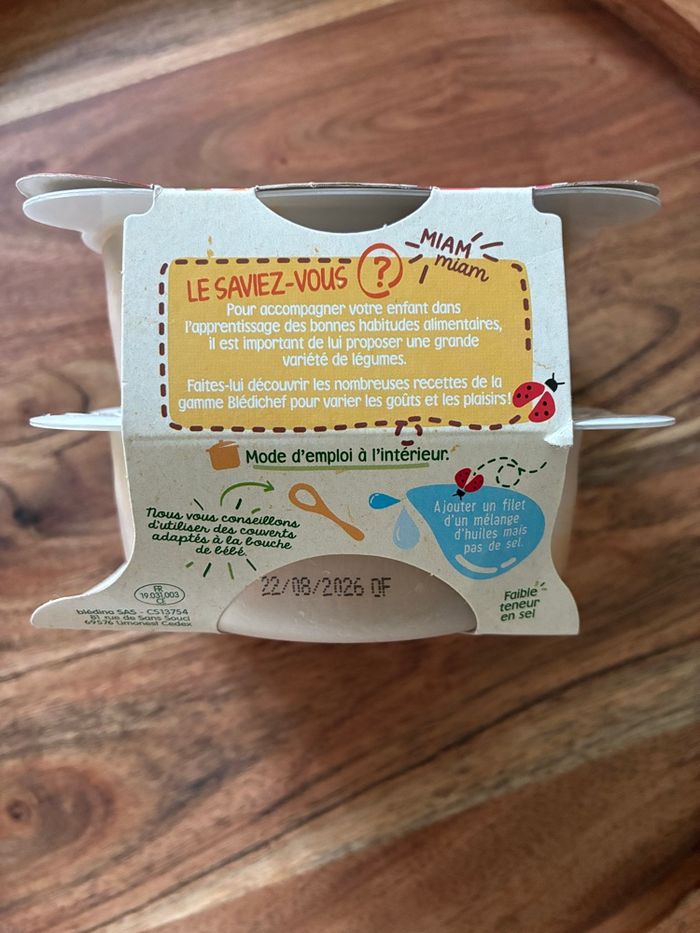 MIAM
miam
LE SAVIEZ-VOUS ?
Pour accompagner votre enfant dans
l'apprentissage des bonnes habitudes alimentaires,
il est important de lui proposer une grande
variété de légumes.
Faites-lui découvrir les nombreuses recettes de la
gamme Blédichef pour varier les goûts et les plaisirs!
Mode d'emploi à l'intérieur.
Nous vous conseillons
d'utiliser des couverts
adaptés à la bouche
de bébé.
Ajouter un filet
d'un mélange
d'huiles mais
pas de sel.
22/08/2026 DF
FR
19.031.003
CE
blédina SAS - CS13754
81 rue de Sans Souci
69576 Limonest Cedex
Faible
teneur
en sel